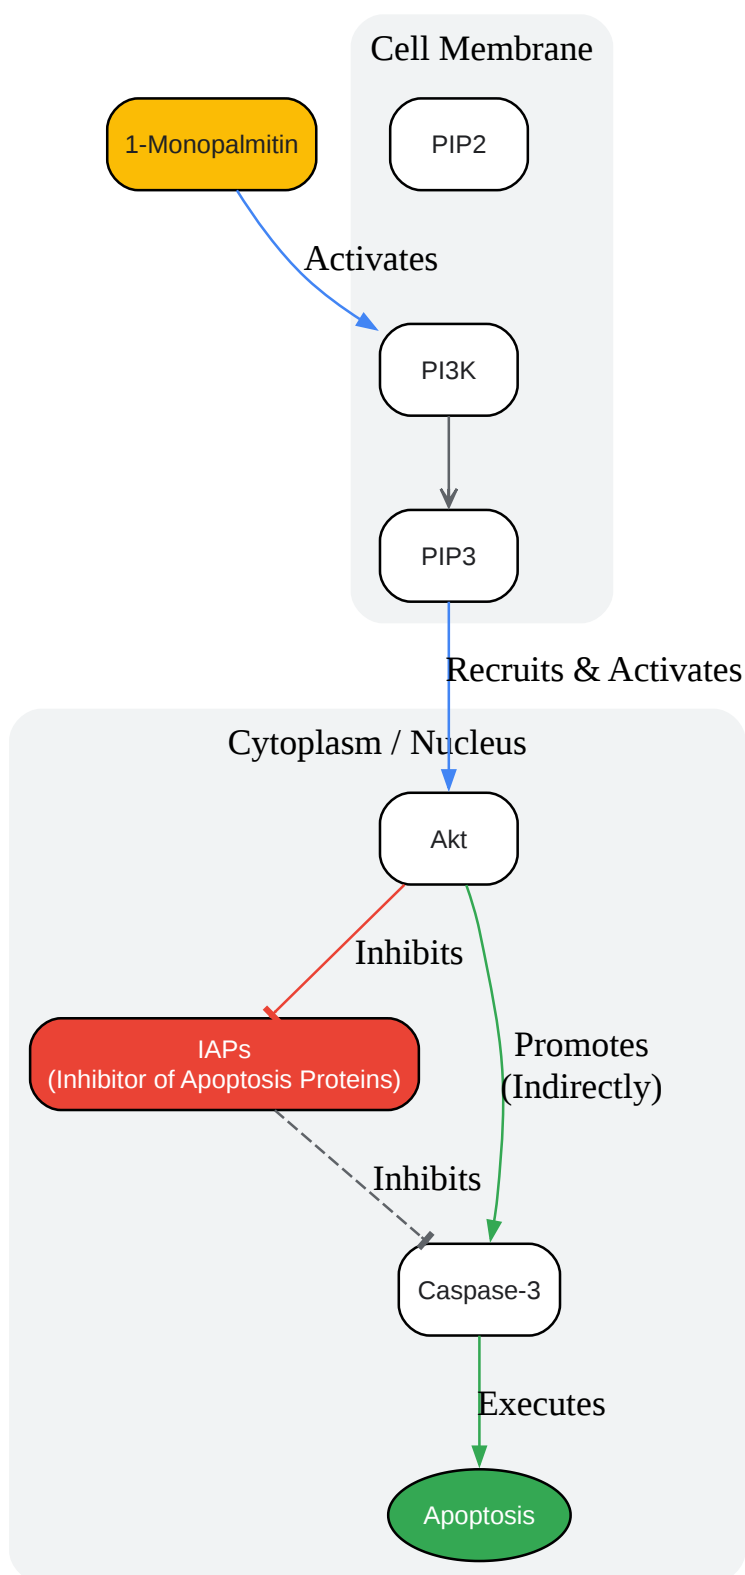 Cell Membrane
1-Monopalmitin
PIP2
Activates
PI3K
PIP3
Recruits & Activates
Cytoplasm / Nucleus
Akt
Inhibits
IAPs
(Inhibitor of Apoptosis Proteins)
Promotes
(Indirectly)
Inhibits
Caspase-3
Executes
Apoptosis